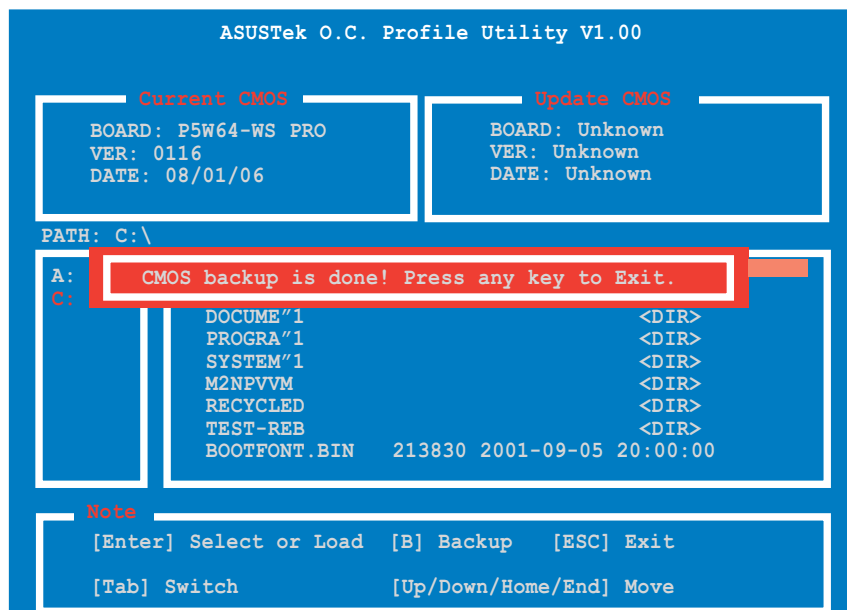 ASUSTek O.C. Profile Utility V1.00
Current CMOS
BOARD: P5W64-WS PRO
VER: 0116
DATE: 08/01/06
Update CMOS
BOARD: Unknown
VER: Unknown
DATE: Unknown
PATH: C:\
A:
C:
CMOS backup is done! Press any key to Exit.
DOCUME"1 <DIR>
PROGRA"1 <DIR>
SYSTEM"1 <DIR>
M2NPVVM <DIR>
RECYCLED <DIR>
TEST-REB <DIR>
BOOTFONT.BIN 213830 2001-09-05 20:00:00
Note
[Enter] Select or Load [B] Backup [ESC] Exit
[Tab] Switch [Up/Down/Home/End] Move